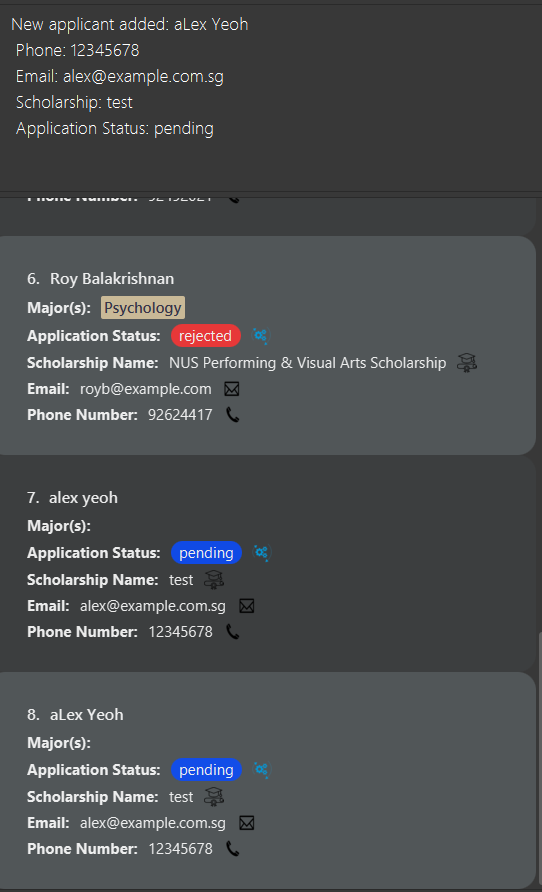 New applicant added: aLex Yeoh
Phone: 12345678
Email: alex@example.com.sg
Scholarship: test
Application Status: pending
Phone Number:
6. Roy Balakrishnan
Major(s): Psychology
Application Status: rejected
Scholarship Name: NUS Performing & Visual Arts Scholarship
Email: royb@example.com
Phone Number: 92624417
7. alex yeoh
Major(s):
Application Status: pending
Scholarship Name: test
Email: alex@example.com.sg
Phone Number: 12345678
8. aLex Yeoh
Major(s):
Application Status: pending
Scholarship Name: test
Email: alex@example.com.sg
Phone Number: 12345678